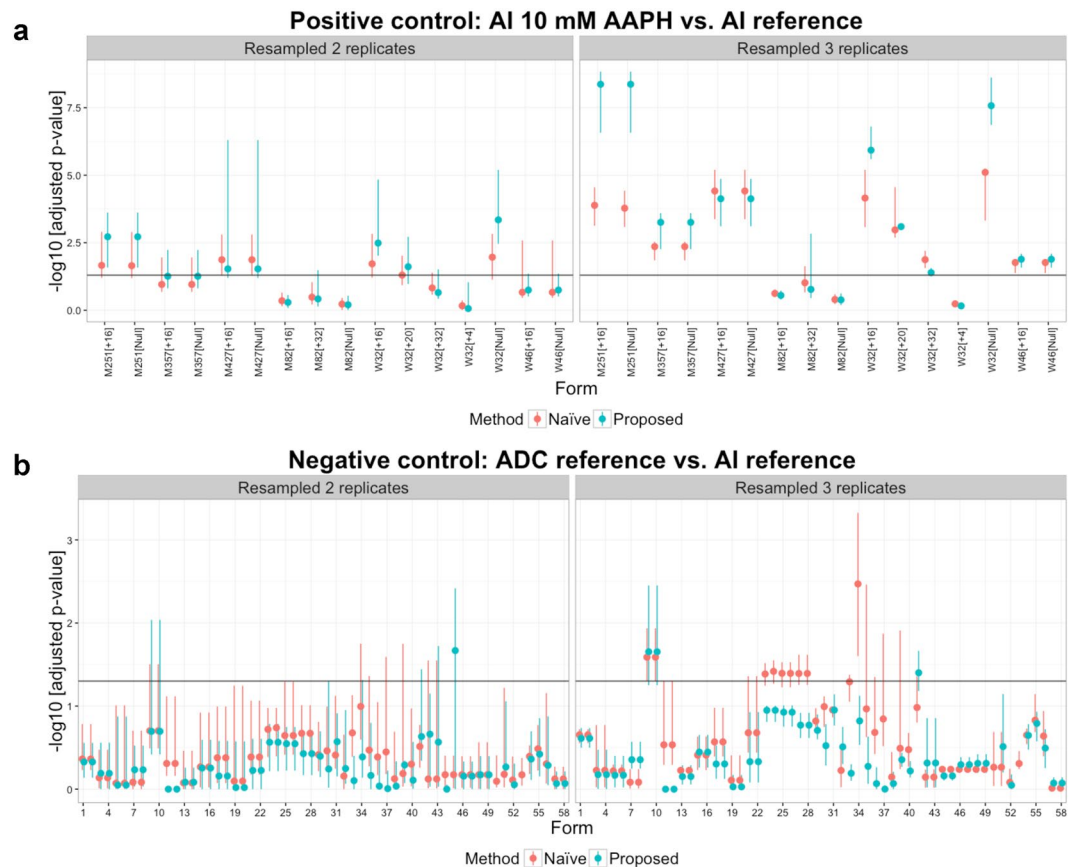 a
Positive control: AI 10 mM AAPH vs. AI reference
Resampled 2 replicates
Resampled 3 replicates
-log10 [adjusted p-value]
7.5
5.0
2.5
0.0
M251[+16] M251[Null] M357[+16] M357[Null] M427[+16] M427[Null] M82[+16] M82[+32] M82[Null] W32[+16] W32[+20] W32[+32] W32[+4] W32[Null] W46[+16] W46[Null]
M251[+16] M251[Null] M357[+16] M357[Null] M427[+16] M427[Null] M82[+16] M82[+32] M82[Null] W32[+16] W32[+20] W32[+32] W32[+4] W32[Null] W46[+16] W46[Null]
Form
Method Naïve Proposed
b
Negative control: ADC reference vs. AI reference
Resampled 2 replicates
Resampled 3 replicates
-log10 [adjusted p-value]
3
2
1
0
1 4 7 10 13 16 19 22 25 28 31 34 37 40 43 46 49 52 55 58
1 4 7 10 13 16 19 22 25 28 31 34 37 40 43 46 49 52 55 58
Form
Method Naïve Proposed